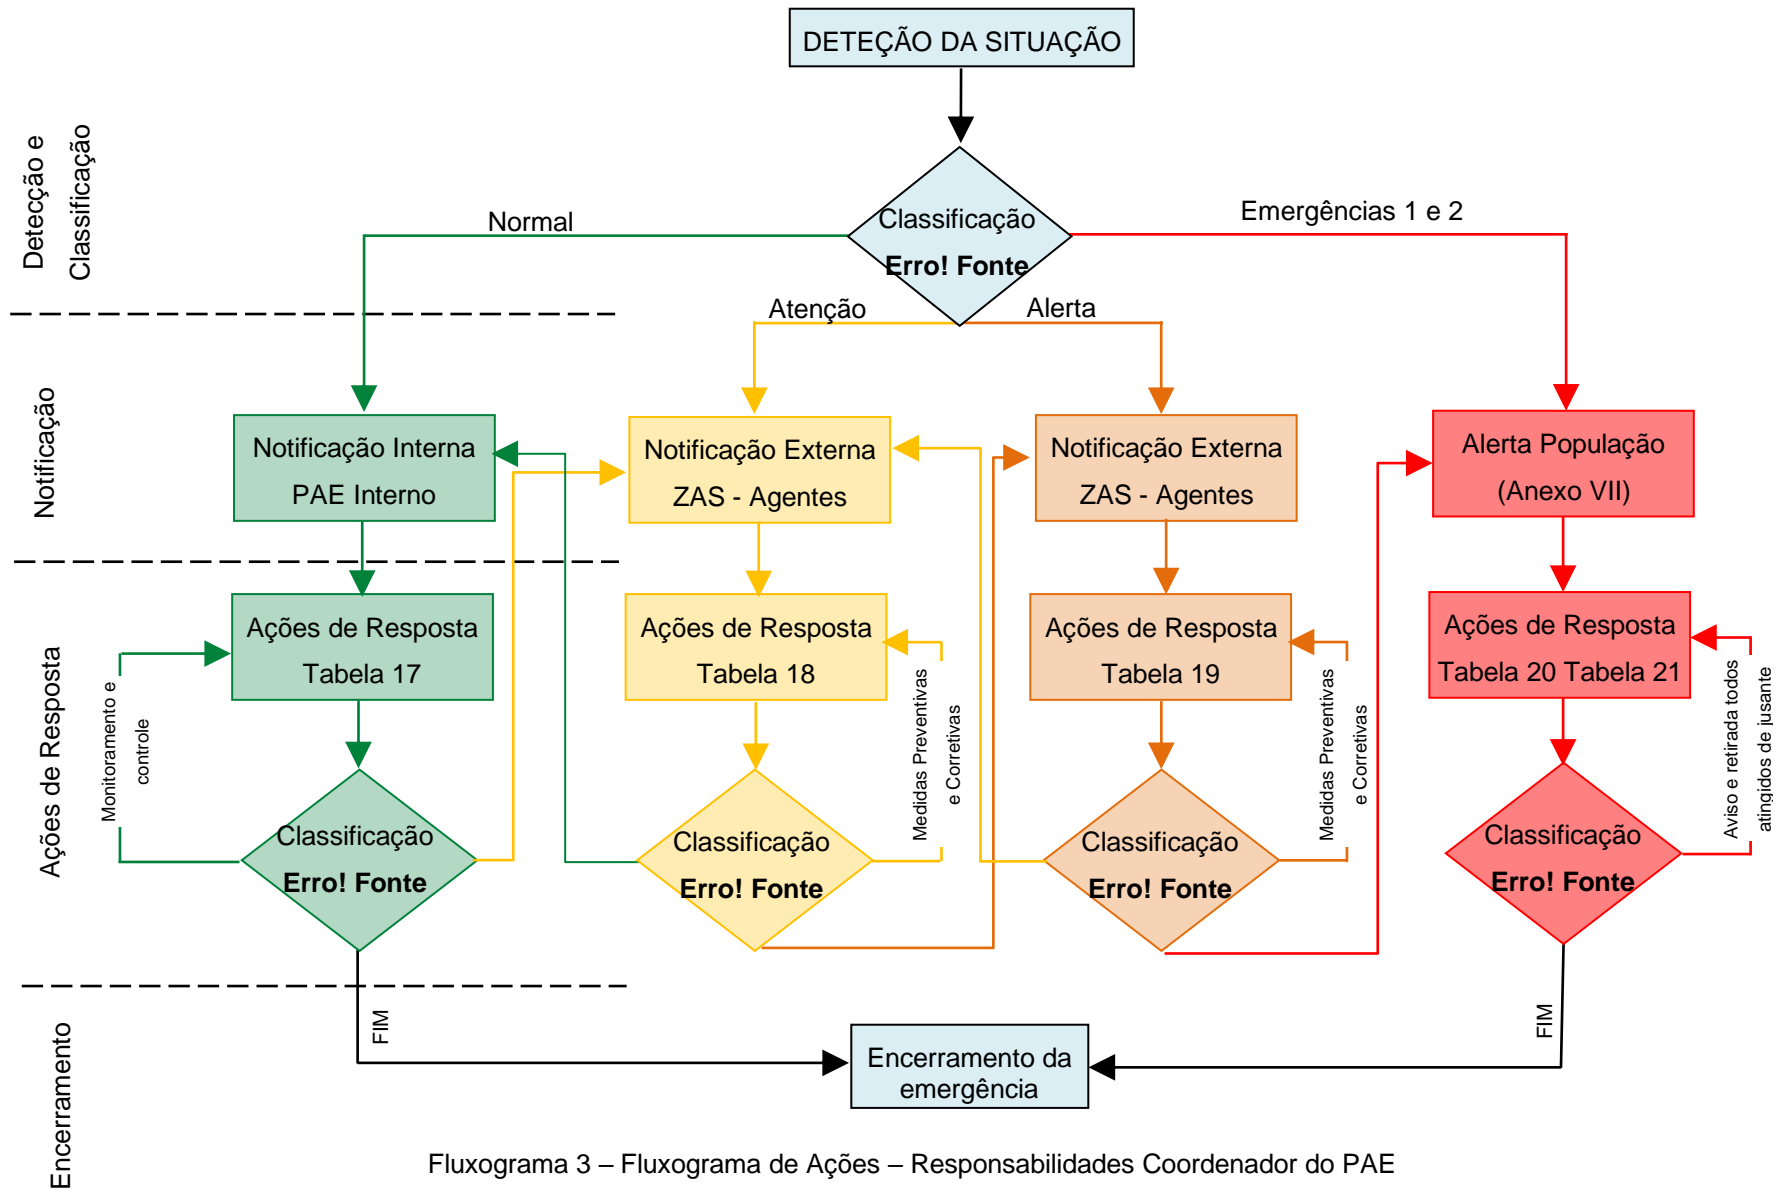 DETEÇÃO DA SITUAÇÃO
Detecção e
Classificação
Classificação
Erro! Fonte
Normal
Emergências 1 e 2
Atenção
Alerta
Notificação
Notificação Interna
PAE Interno
Notificação Externa
ZAS - Agentes
Notificação Externa
ZAS - Agentes
Alerta População
(Anexo VII)
Ações de Resposta
Ações de Resposta
Tabela 17
Ações de Resposta
Tabela 18
Ações de Resposta
Tabela 19
Ações de Resposta
Tabela 20 Tabela 21
Monitoramento e
controle
Medidas Preventivas
e Corretivas
Medidas Preventivas
e Corretivas
Aviso e retirada todos
atingidos de jusante
Classificação
Erro! Fonte
Classificação
Erro! Fonte
Classificação
Erro! Fonte
Classificação
Erro! Fonte
Encerramento
FIM
FIM
Encerramento da
emergência
Fluxograma 3 – Fluxograma de Ações – Responsabilidades Coordenador do PAE